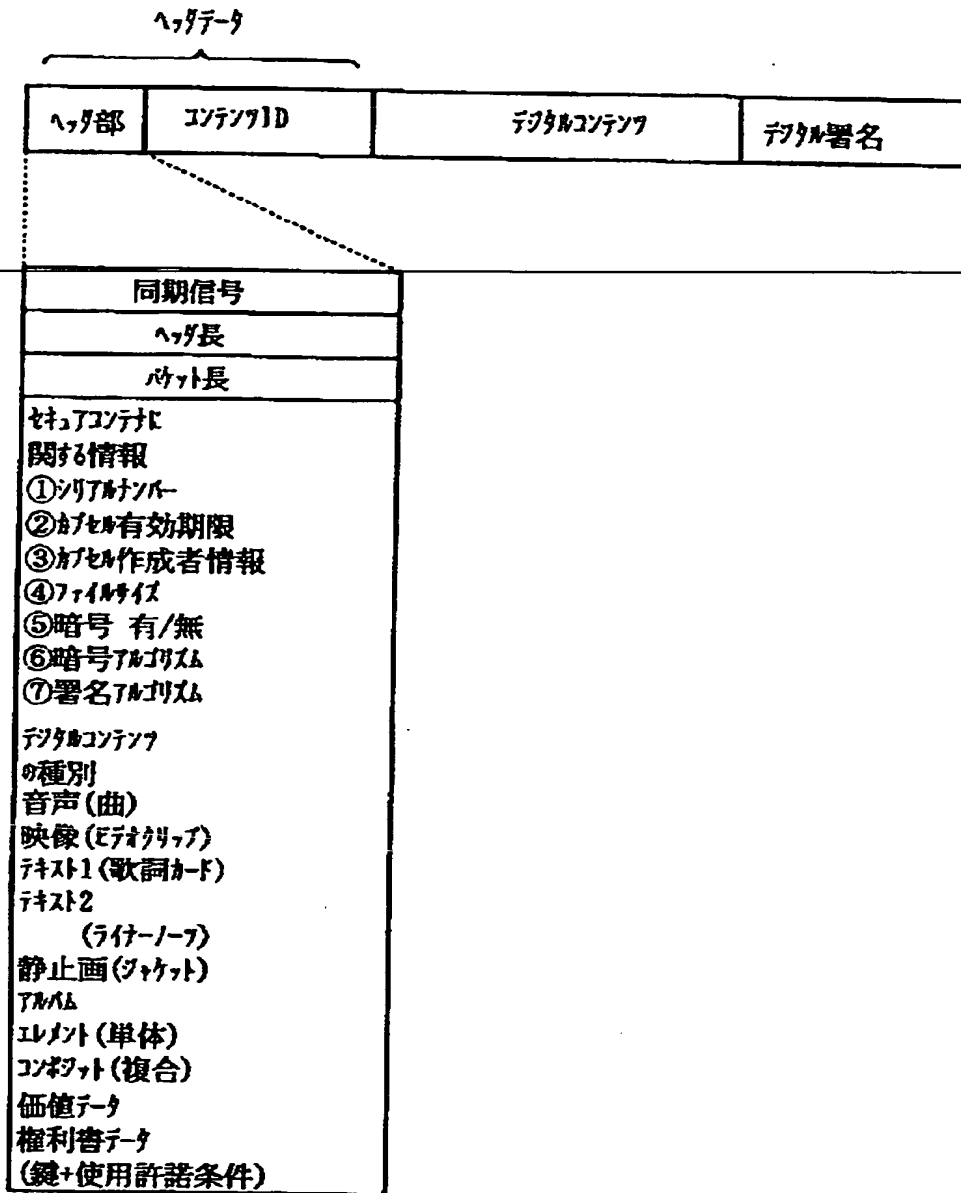 ヘッダデータ
ヘッダ部 コンテンツID デジタルコンテンツ デジタル署名
同期信号
ヘッダ長
パケット長
セキュアコンテナに
関する情報
①シリアルナンバー
②カプセル有効期限
③カプセル作成者情報
④ファイルサイズ
⑤暗号 有/無
⑥暗号アルゴリズム
⑦署名アルゴリズム
デジタルコンテンツ
の種別
音声(曲)
映像(ビデオクリップ)
テキスト1(歌詞カード)
テキスト2
(ライナーノーツ)
静止画(ジャケット)
アルバム
エレメント(単体)
コンポジット(複合)
価値データ
権利書データ
(鍵+使用許諾条件)